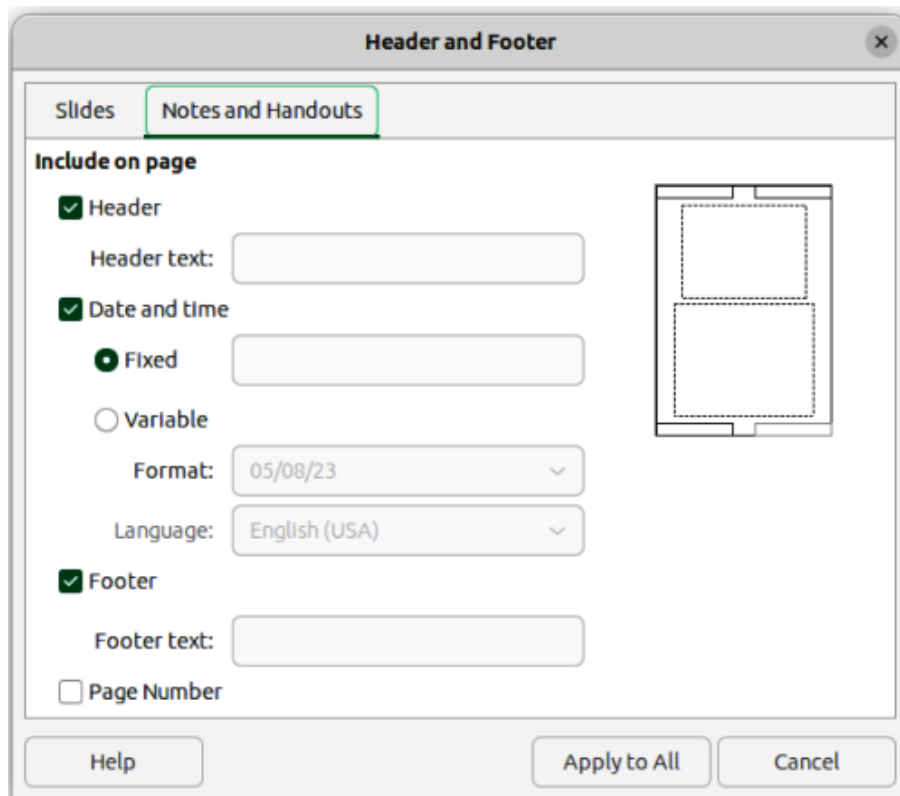 Header and Footer
Slides Notes and Handouts
Include on page
Header
Header text:
Date and time
Fixed
Variable
Format: 05/08/23
Language: English (USA)
Footer
Footer text:
Page Number
Help Apply to All Cancel